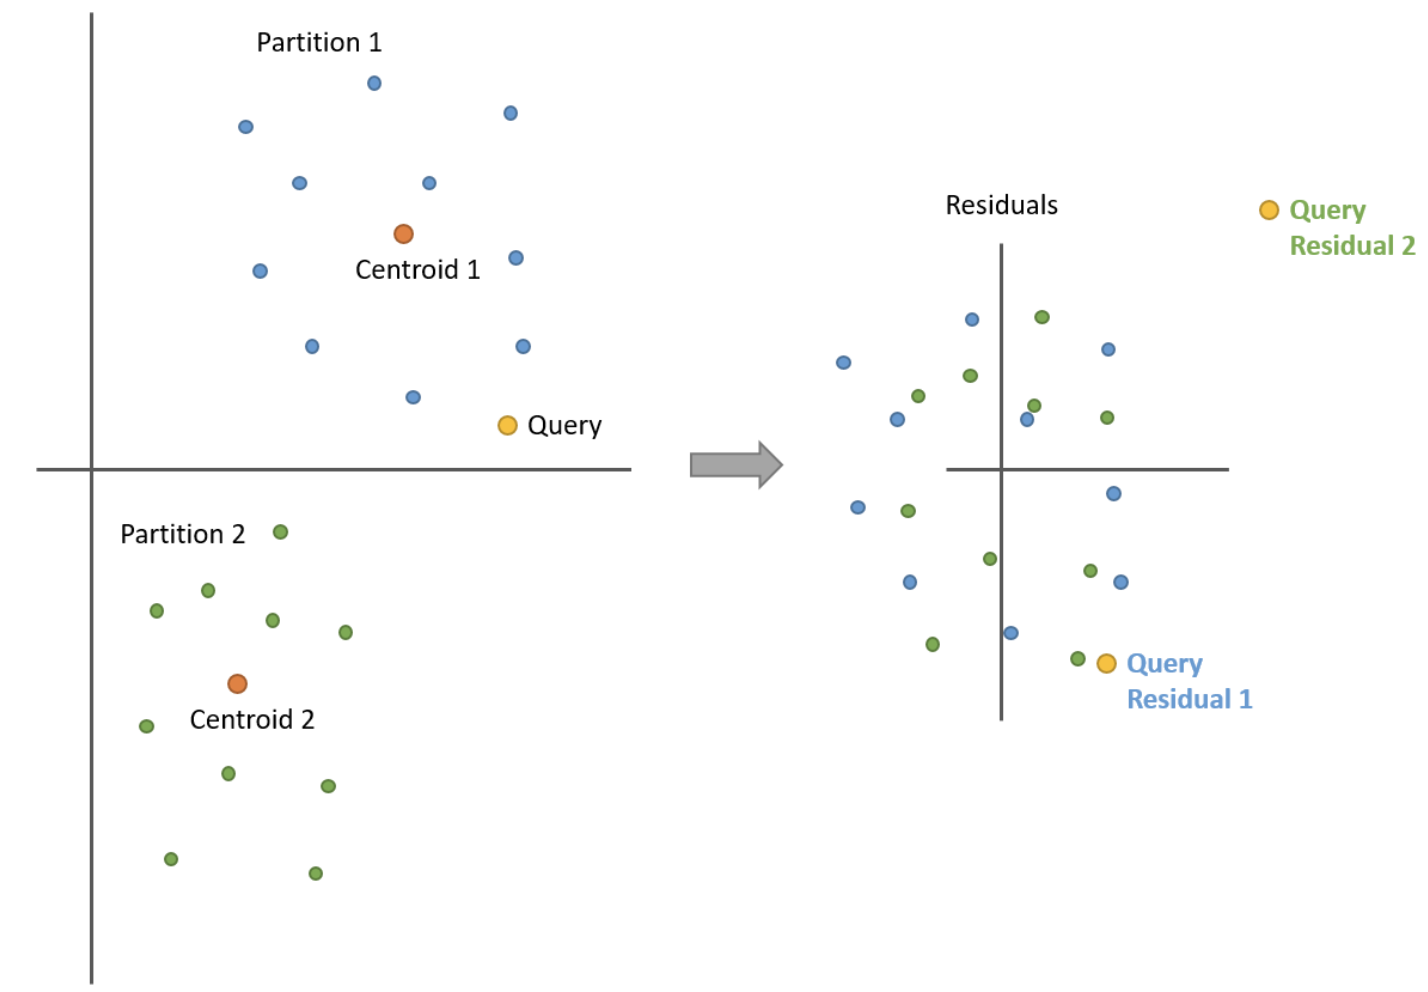 Partition 1
Centroid 1
Query
Partition 2
Centroid 2
Residuals
Query
Residual 2
Query
Residual 1